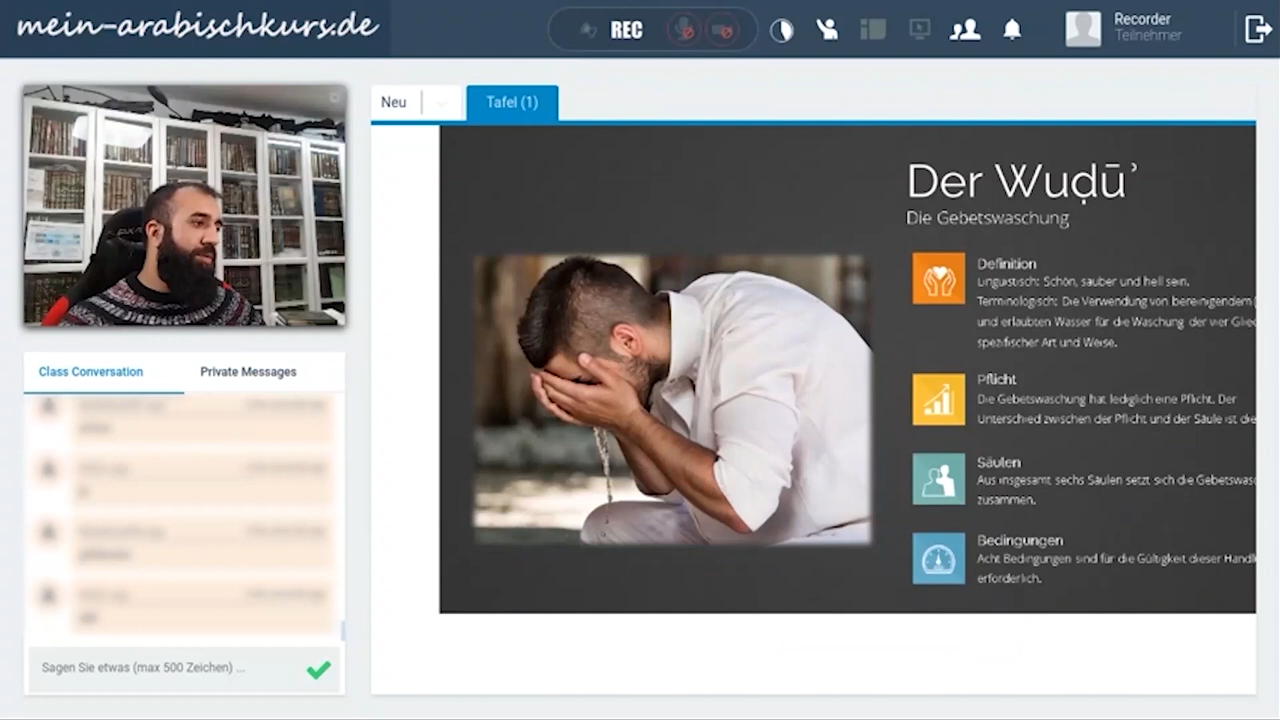 mein-arabischkurs.de
REC
Recorder
Teilnehmer
Neu
Tafel (1)
Der Wuḍūʾ
Die Gebetswaschung
Definition
Linguistisch: Schön, sauber und hell sein.
Terminologisch: Die Verwendung von bereinigendem
und erlaubten Wasser für die Waschung der vier Glied
spezifischer Art und Weise.
Pflicht
Die Gebetswaschung hat lediglich eine Pflicht. Der
Unterschied zwischen der Pflicht und der Säule ist die
Säulen
Aus insgesamt sechs Säulen setzt sich die Gebetswasc
zusammen.
Bedingungen
Acht Bedingungen sind für die Gültigkeit dieser Handl
erforderlich.
Class Conversation
Private Messages
Sagen Sie etwas (max 500 Zeichen) ...